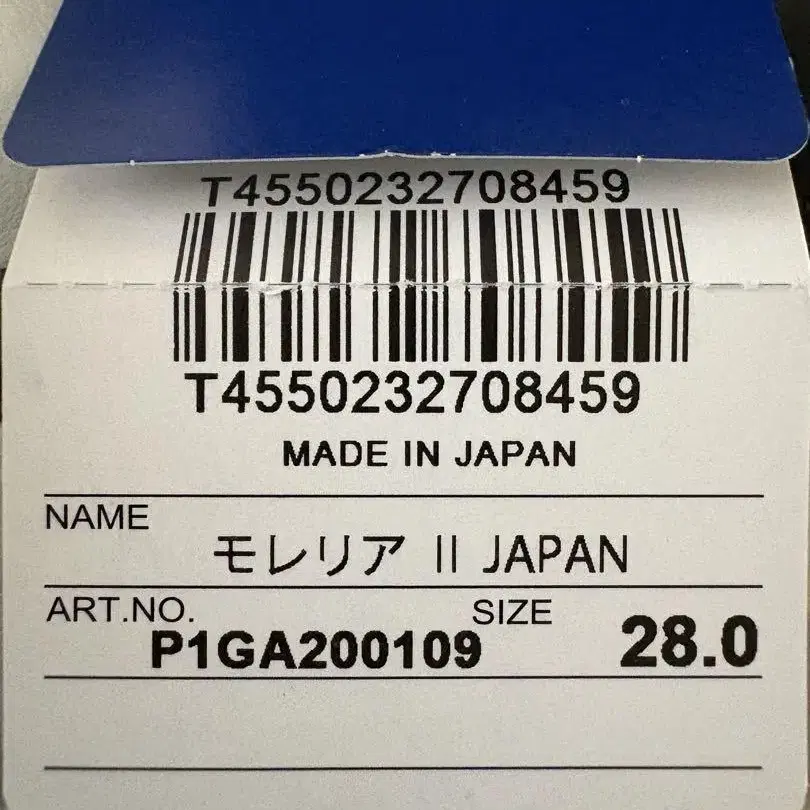 T4550232708459
T4550232708459
MADE IN JAPAN
NAME
モレリア II JAPAN
ART.NO. SIZE
P1GA200109 28.0